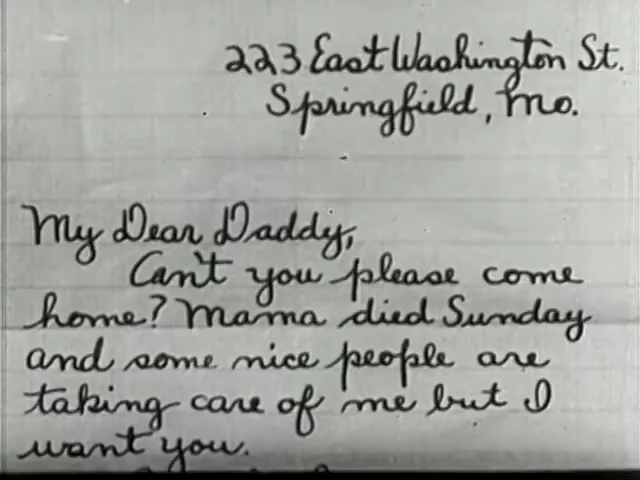 223 East Washington St.
Springfield, Mo.
My Dear Daddy,
Can't you please come
home? Mama died Sunday
and some nice people are
taking care of me but I
want you.